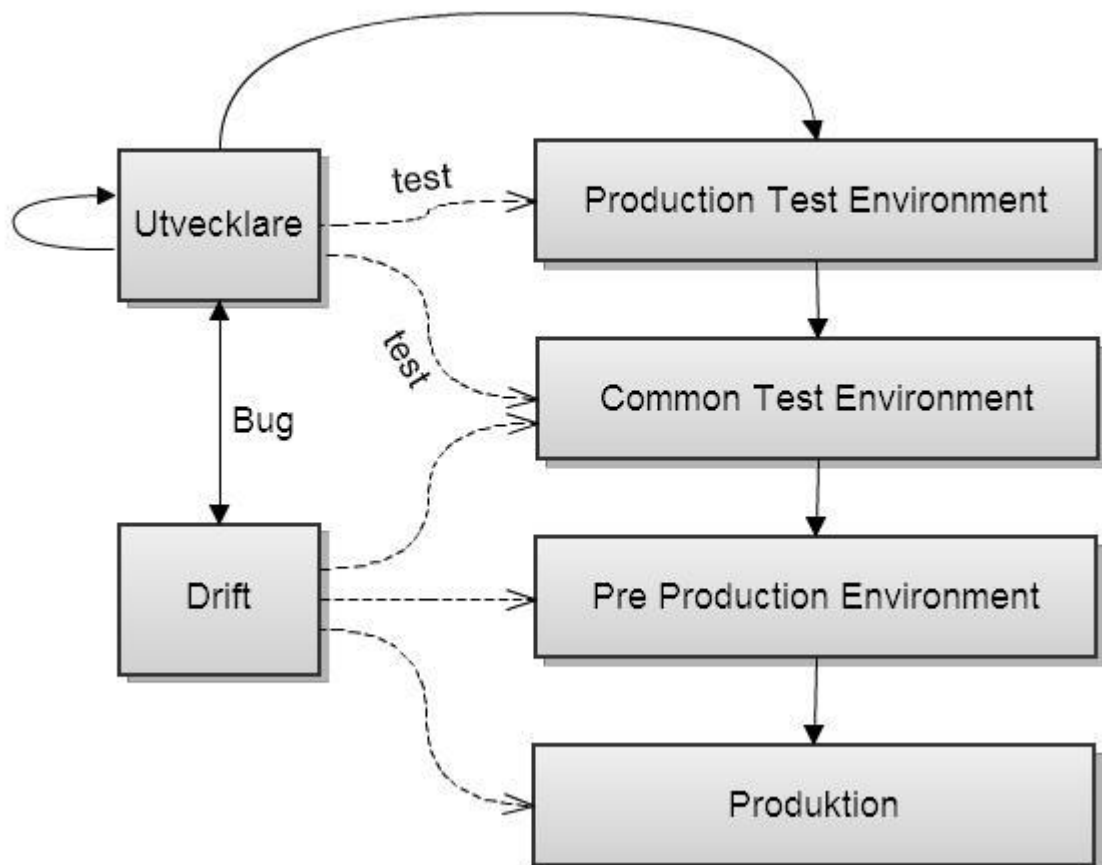 test
Production Test Environment
Utvecklare
test
Common Test Environment
Bug
Drift
Pre Production Environment
Produktion